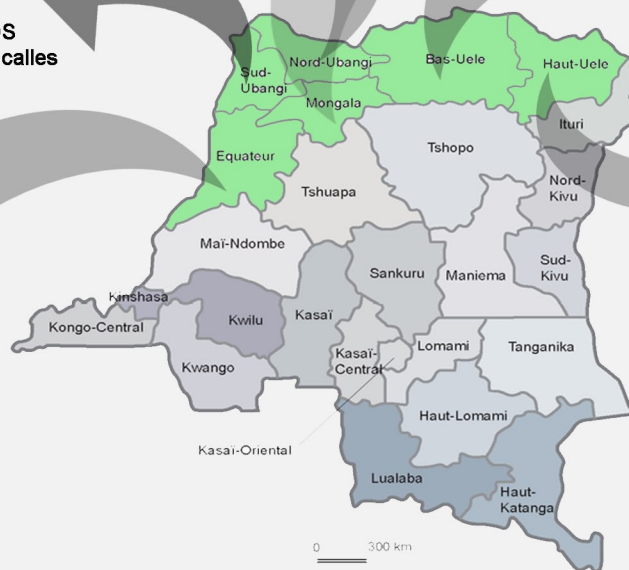 calles
Sud-
Ubangi
Nord-Ubangi
Bas-Uele
Haut-Uele
Mongala
Ituri
Equateur
Tshopo
Tshuapa
Nord-
Kivu
Maï-Ndombe
Sankuru
Maniema
Sud-
Kivu
Kinshasa
Kongo-Central
Kwilu
Kasaï
Kwango
Kasaï-
Central
Lomami
Tanganika
Haut-Lomami
Kasaï-Oriental
Lualaba
Haut-
Katanga
0 300 km